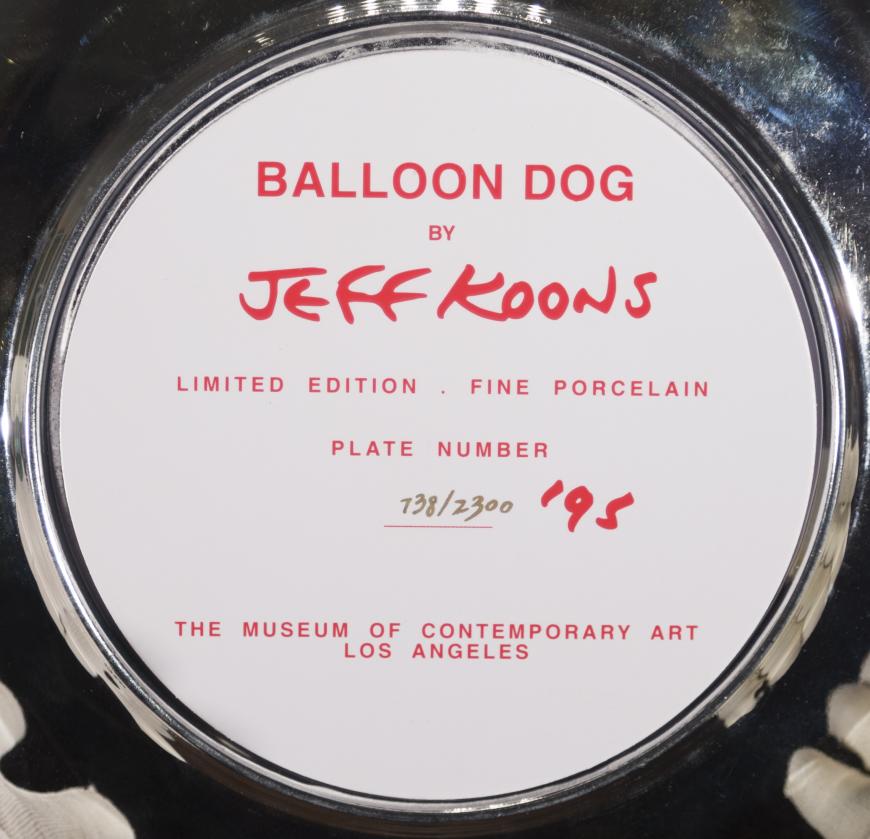 BALLOON DOG
BY
JEFF KOONS
LIMITED EDITION . FINE PORCELAIN
PLATE NUMBER
738/2300 '95
THE MUSEUM OF CONTEMPORARY ART
LOS ANGELES